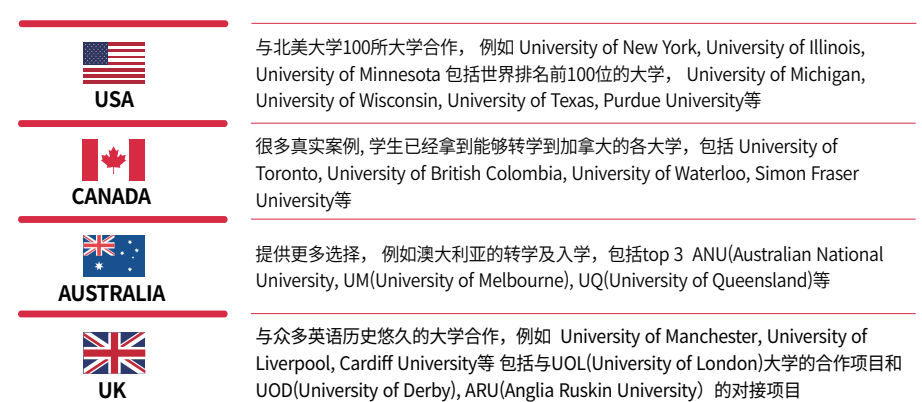 USA
与北美大学100所大学合作， 例如 University of New York, University of Illinois,
University of Minnesota 包括世界排名前100位的大学， University of Michigan,
University of Wisconsin, University of Texas, Purdue University等
CANADA
很多真实案例, 学生已经拿到能够转学到加拿大的各大学，包括 University of
Toronto, University of British Colombia, University of Waterloo, Simon Fraser
University等
AUSTRALIA
提供更多选择， 例如澳大利亚的转学及入学，包括top 3 ANU(Australian National
University, UM(University of Melbourne), UQ(University of Queensland)等
UK
与众多英语历史悠久的大学合作，例如 University of Manchester, University of
Liverpool, Cardiff University等 包括与UOL(University of London)大学的合作项目和
UOD(University of Derby), ARU(Anglia Ruskin University）的对接项目